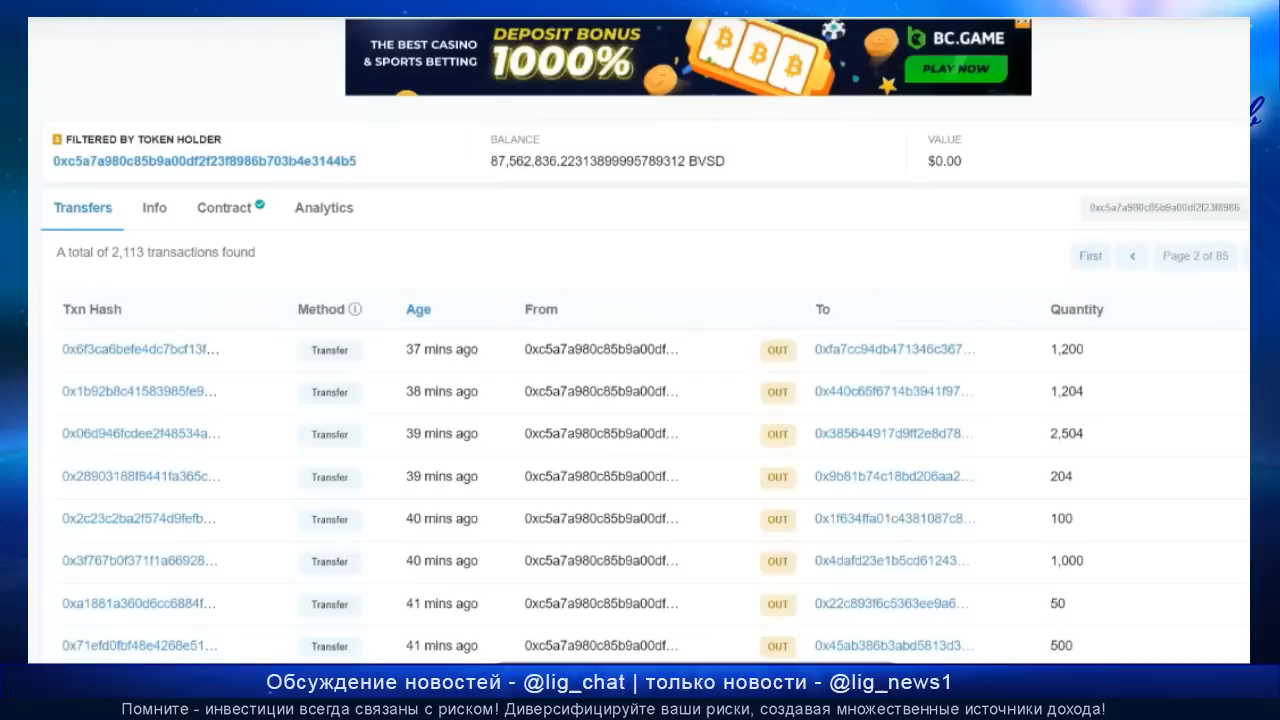 THE BEST CASINO
& SPORTS BETTING
DEPOSIT BONUS
1000%
BC.GAME
PLAY NOW
FILTERED BY TOKEN HOLDER
0xc5a7a980c85b9a00df2f23f8986b703b4e3144b5
BALANCE
87,562,836.22313899995789312 BVSD
VALUE
$0.00
Transfers Info Contract Analytics
0xc5a7a980c85b9a00df2f23f8986
A total of 2,113 transactions found
First < Page 2 of 85
Txn Hash Method Age From To Quantity
0x6f3ca6befe4dc7bcf13f... Transfer 37 mins ago 0xc5a7a980c85b9a00df... OUT 0xfa7cc94db471346c367... 1,200
0x1b92b8c41583985fe9... Transfer 38 mins ago 0xc5a7a980c85b9a00df... OUT 0x440c65f6714b3941f97... 1,204
0x06d946fcdee2f48534a... Transfer 39 mins ago 0xc5a7a980c85b9a00df... OUT 0x385644917d9ff2e8d78... 2,504
0x28903188f8441fa365c... Transfer 39 mins ago 0xc5a7a980c85b9a00df... OUT 0x9b81b74c18bd206aa2... 204
0x2c23c2ba2f574d9fefb... Transfer 40 mins ago 0xc5a7a980c85b9a00df... OUT 0x1f634ffa01c4381087c8... 100
0x3f767b0f371f1a66928... Transfer 40 mins ago 0xc5a7a980c85b9a00df... OUT 0x4dafd23e1b5cd61243... 1,000
0xa1881a360d6cc6884f... Transfer 41 mins ago 0xc5a7a980c85b9a00df... OUT 0x22c893f6c5363ee9a6... 50
0x71efd0fbf48e4268e51... Transfer 41 mins ago 0xc5a7a980c85b9a00df... OUT 0x45ab386b3abd5813d3... 500
Обсуждение новостей - @lig_chat | только новости - @lig_news1
Помните - инвестиции всегда связаны с риском! Диверсифицируйте ваши риски, создавая множественные источники дохода!